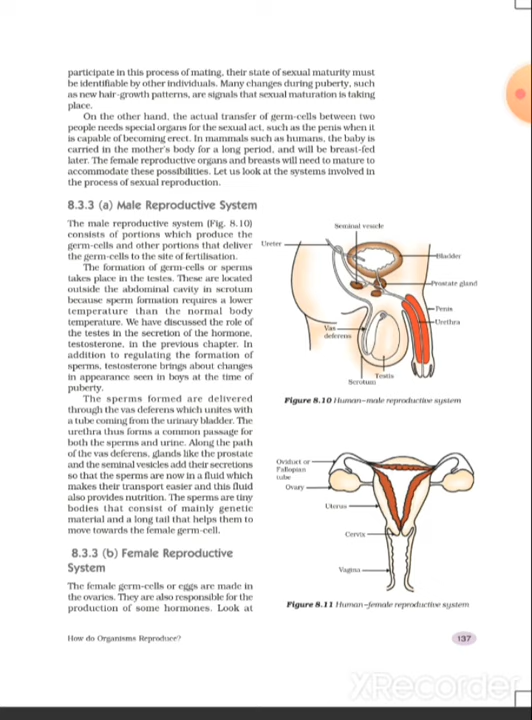 participate in this process of mating, their state of sexual maturity must
be identifiable by other individuals. Many changes during puberty, such
as new hair-growth patterns, are signals that sexual maturation is taking
place.
On the other hand, the actual transfer of germ-cells between two
people needs special organs for the sexual act, such as the penis when it
is capable of becoming erect. In mammals such as humans, the baby is
carried in the mother's body for a long period, and will be breast-fed
later. The female reproductive organs and breasts will need to mature to
accommodate these possibilities. Let us look at the systems involved in
the process of sexual reproduction.
8.3.3 (a) Male Reproductive System
The male reproductive system (Fig. 8.10)
consists of portions which produce the
germ-cells and other portions that deliver
the germ-cells to the site of fertilisation.
The formation of germ-cells or sperms
takes place in the testes. These are located
outside the abdominal cavity in scrotum
because sperm formation requires a lower
temperature than the normal body
temperature. We have discussed the role of
the testes in the secretion of the hormone,
testosterone, in the previous chapter. In
addition to regulating the formation of
sperms, testosterone brings about changes
in appearance seen in boys at the time of
puberty.
The sperms formed are delivered
through the vas deferens which unites with
a tube coming from the urinary bladder. The
urethra thus forms a common passage for
both the sperms and urine. Along the path
of the vas deferens, glands like the prostate
and the seminal vesicles add their secretions
so that the sperms are now in a fluid which
makes their transport easier and this fluid
also provides nutrition. The sperms are tiny
bodies that consist of mainly genetic
material and a long tail that helps them to
move towards the female germ-cell.
8.3.3 (b) Female Reproductive
System
The female germ-cells or eggs are made in
the ovaries. They are also responsible for the
production of some hormones. Look at
Seminal vesicle
Ureter
Bladder
Prostate gland
Penis
Urethra
Vas
deferens
Testis
Scrotum
Figure 8.10 Human–male reproductive system
Oviduct or
Fallopian
tube
Ovary
Uterus
Cervix
Vagina
Figure 8.11 Human–female reproductive system
How do Organisms Reproduce?
137
XRecorder